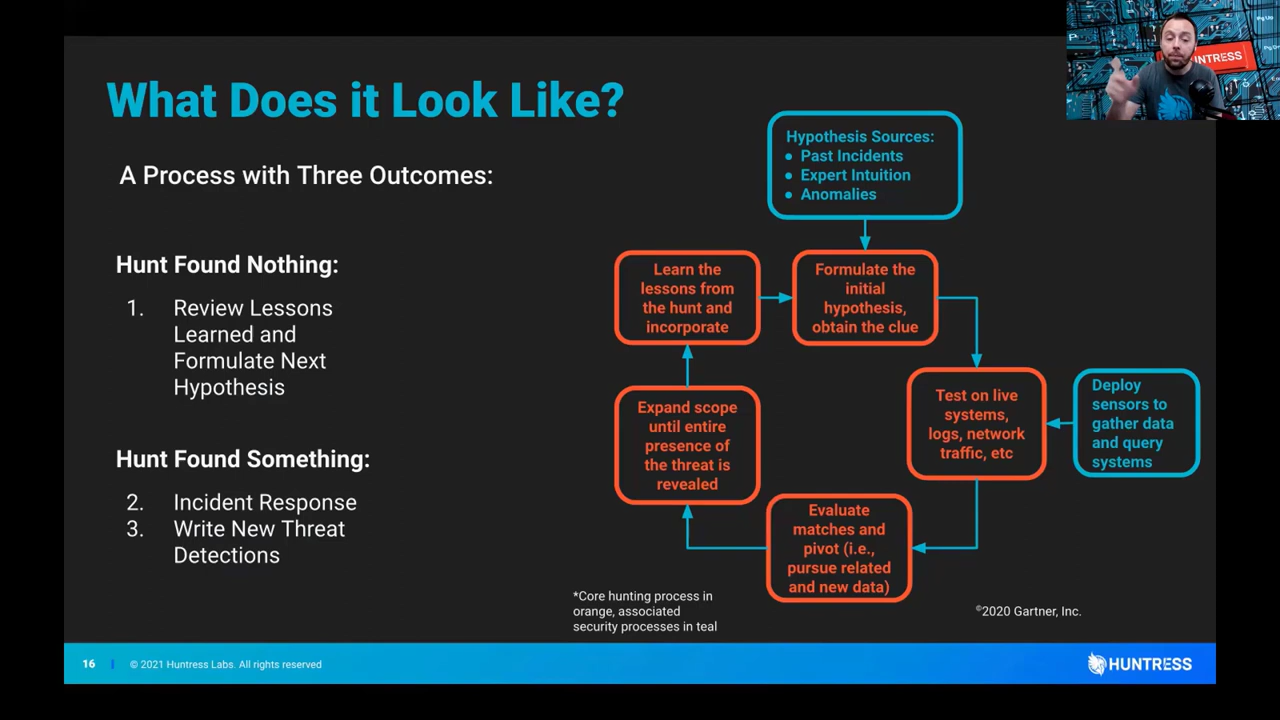 What Does it Look Like?
A Process with Three Outcomes:
Hunt Found Nothing:
1. Review Lessons
Learned and
Formulate Next
Hypothesis
Hunt Found Something:
2. Incident Response
3. Write New Threat
Detections
Hypothesis Sources:
● Past Incidents
● Expert Intuition
● Anomalies
Formulate the
initial
hypothesis,
obtain the clue
Test on live
systems,
logs, network
traffic, etc
Deploy
sensors to
gather data
and query
systems
Evaluate
matches and
pivot (i.e.,
pursue related
and new data)
Expand scope
until entire
presence of
the threat is
revealed
Learn the
lessons from
the hunt and
incorporate
*Core hunting process in
orange, associated
security processes in teal
©2020 Gartner, Inc.
16 | © 2021 Huntress Labs. All rights reserved
HUNTRESS
Pg Up